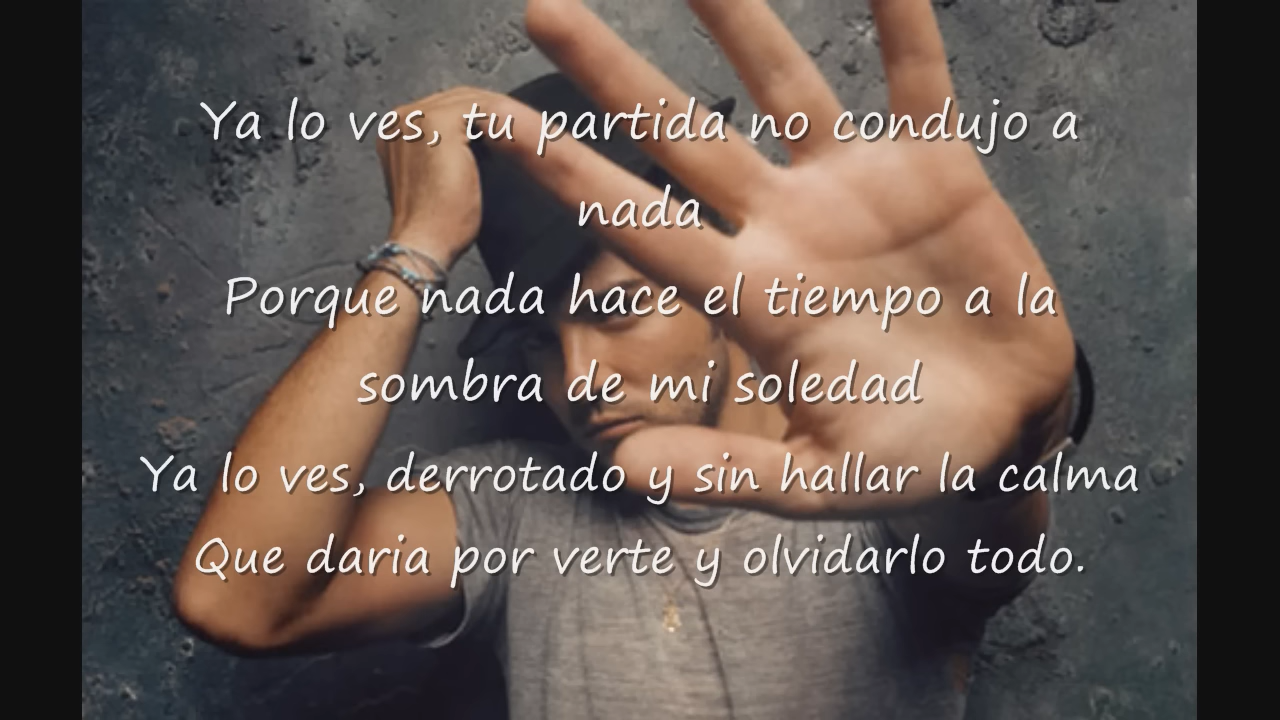 Ya lo ves, tu partida no condujo a
nada
Porque nada hace el tiempo a la
sombra de mi soledad
Ya lo ves, derrotado y sin hallar la calma
Que daria por verte y olvidarlo todo.